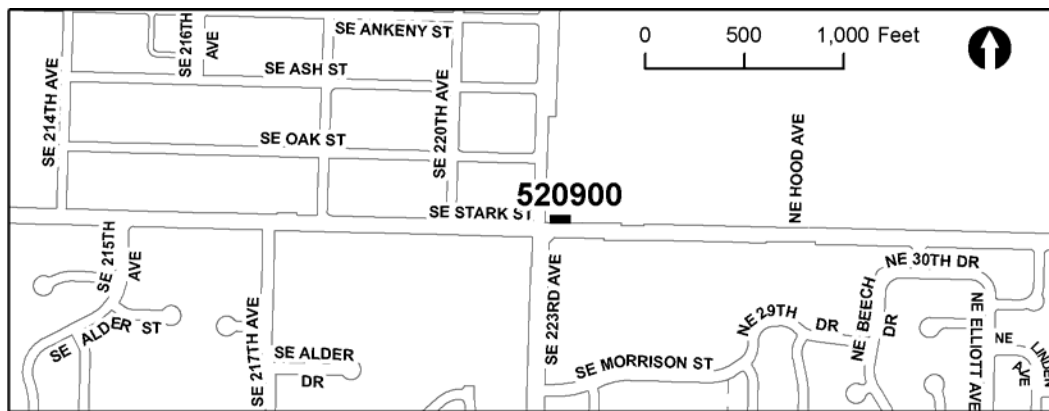 SE 216TH
AVE
SE ANKENY ST
0 500 1,000 Feet
SE 214TH AVE
SE ASH ST
SE 220TH AVE
SE OAK ST
NE HOOD AVE
520900
SE STARK ST
SE 215TH
AVE
SE 223RD AVE
NE 30TH DR
SE ALDER ST
SE 217TH AVE
NE 29TH DR
NE BEECH
DR
NE ELLIOTT AVE
SE ALDER
DR
SE MORRISON ST
NE LINDEN
AVE